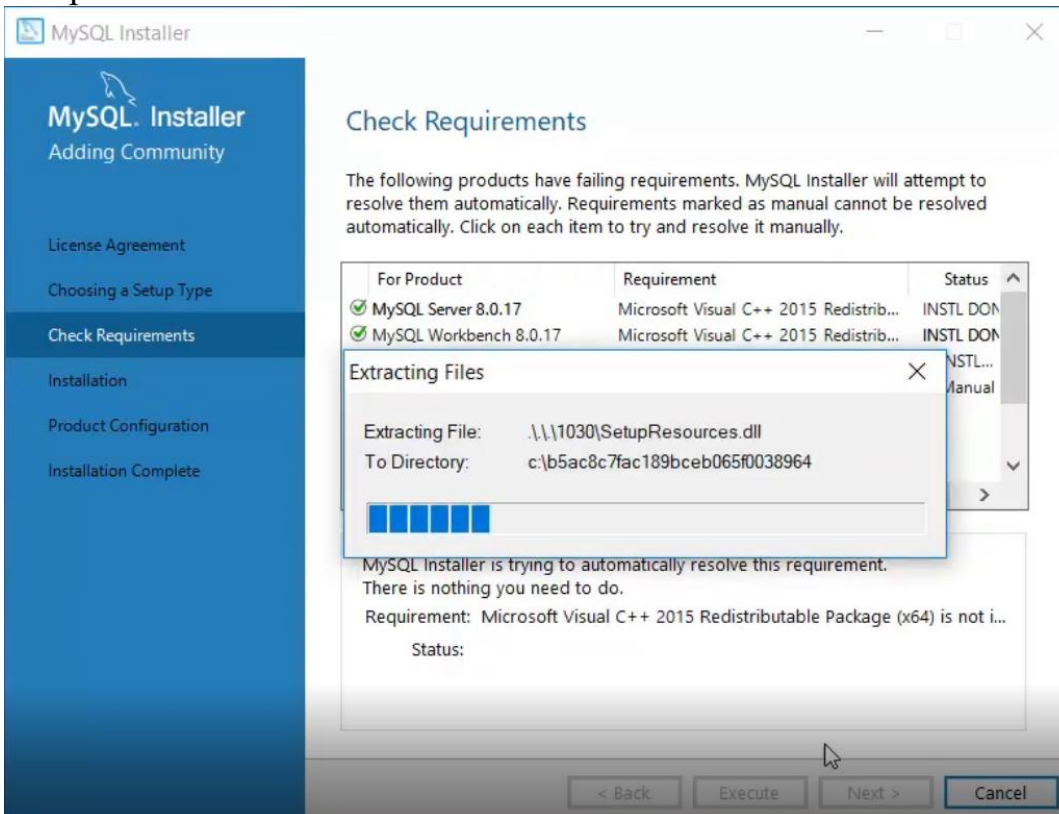 MySQL Installer
MySQL. Installer
Adding Community
License Agreement
Choosing a Setup Type
Check Requirements
Installation
Product Configuration
Installation Complete
Check Requirements
The following products have failing requirements. MySQL Installer will attempt to
resolve them automatically. Requirements marked as manual cannot be resolved
automatically. Click on each item to try and resolve it manually.
For Product Requirement Status
MySQL Server 8.0.17 Microsoft Visual C++ 2015 Redistrib... INSTL DON
MySQL Workbench 8.0.17 Microsoft Visual C++ 2015 Redistrib... INSTL DON
NSTL...
Manual
Extracting Files
Extracting File: .\.\.\1030\SetupResources.dll
To Directory: c:\b5ac8c7fac189bceb065f0038964
MySQL Installer is trying to automatically resolve this requirement.
There is nothing you need to do.
Requirement: Microsoft Visual C++ 2015 Redistributable Package (x64) is not i...
Status:
< Back Execute Next > Cancel